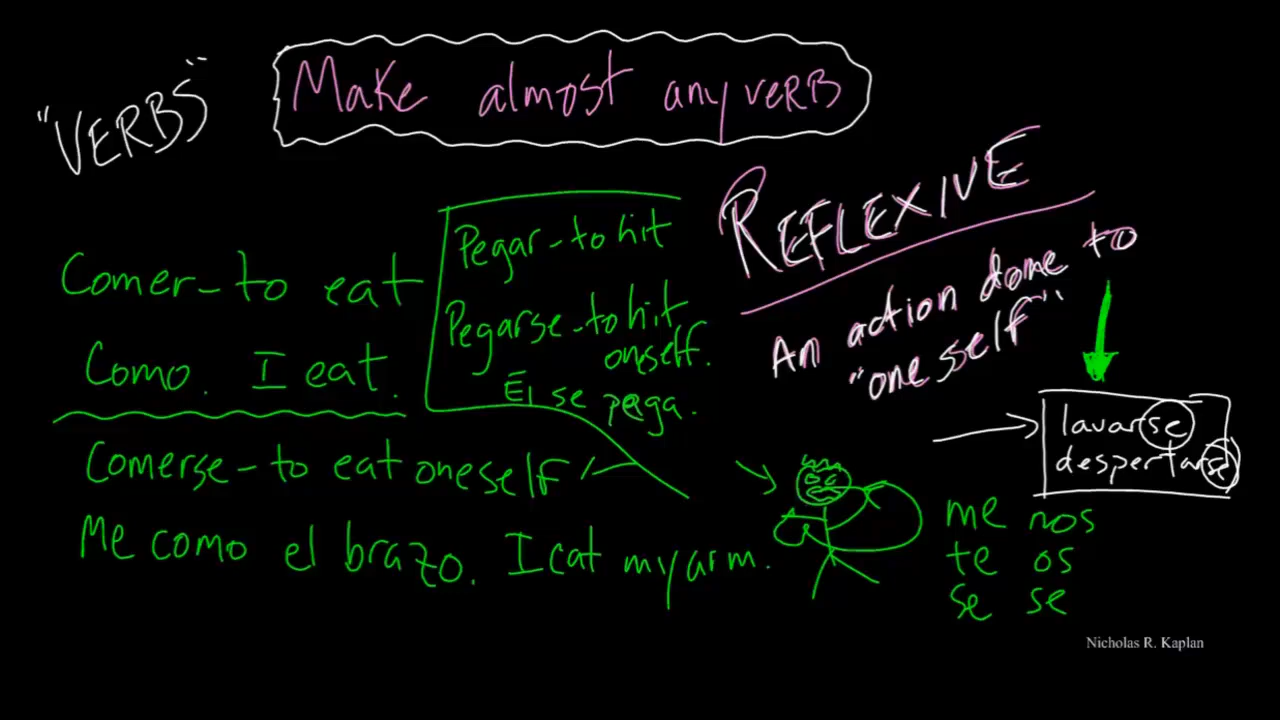 "VERBS"
Make almost any verb
REFLEXIVE
An action done to
"one self"
Comer - to eat
Como. I eat.
Pegar - to hit
Pegarse - to hit
oneself.
Él se pega.
Comerse - to eat oneself
Me como el brazo. I eat my arm.
lavarse
despertarse
me nos
te os
se se
Nicholas R. Kaplan